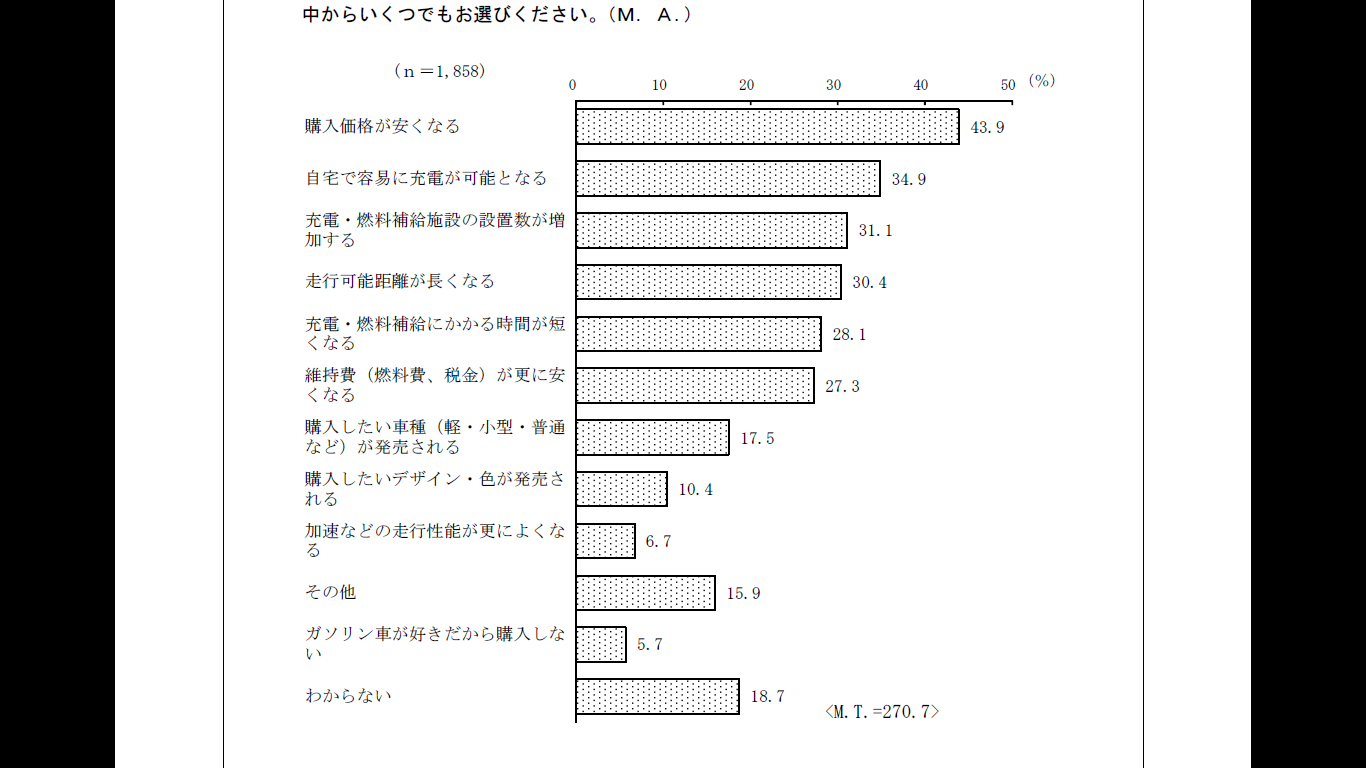 中からいくつでもお選びください。（Ｍ．Ａ．）
（ｎ＝1,858）
0 10 20 30 40 50 (%)
購入価格が安くなる 43.9
自宅で容易に充電が可能となる 34.9
充電・燃料補給施設の設置数が増
加する 31.1
走行可能距離が長くなる 30.4
充電・燃料補給にかかる時間が短
くなる 28.1
維持費（燃料費、税金）が更に安
くなる 27.3
購入したい車種（軽・小型・普通
など）が発売される 17.5
購入したいデザイン・色が発売さ
れる 10.4
加速などの走行性能が更によくな
る 6.7
その他 15.9
ガソリン車が好きだから購入しな
い 5.7
わからない 18.7
<M.T.=270.7>